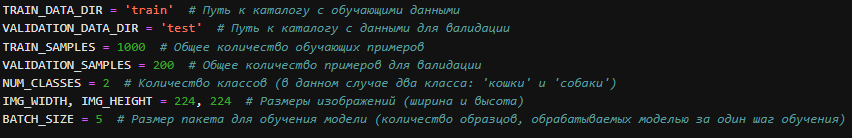 TRAIN_DATA_DIR = 'train'  # Путь к каталогу с обучающими данными
VALIDATION_DATA_DIR = 'test'  # Путь к каталогу с данными для валидации
TRAIN_SAMPLES = 1000  # Общее количество обучающих примеров
VALIDATION_SAMPLES = 200  # Общее количество примеров для валидации
NUM_CLASSES = 2  # Количество классов (в данном случае два класса: 'кошки' и 'собаки')
IMG_WIDTH, IMG_HEIGHT = 224, 224  # Размеры изображений (ширина и высота)
BATCH_SIZE = 5  # Размер пакета для обучения модели (количество образцов, обрабатываемых моделью за один шаг обучения)